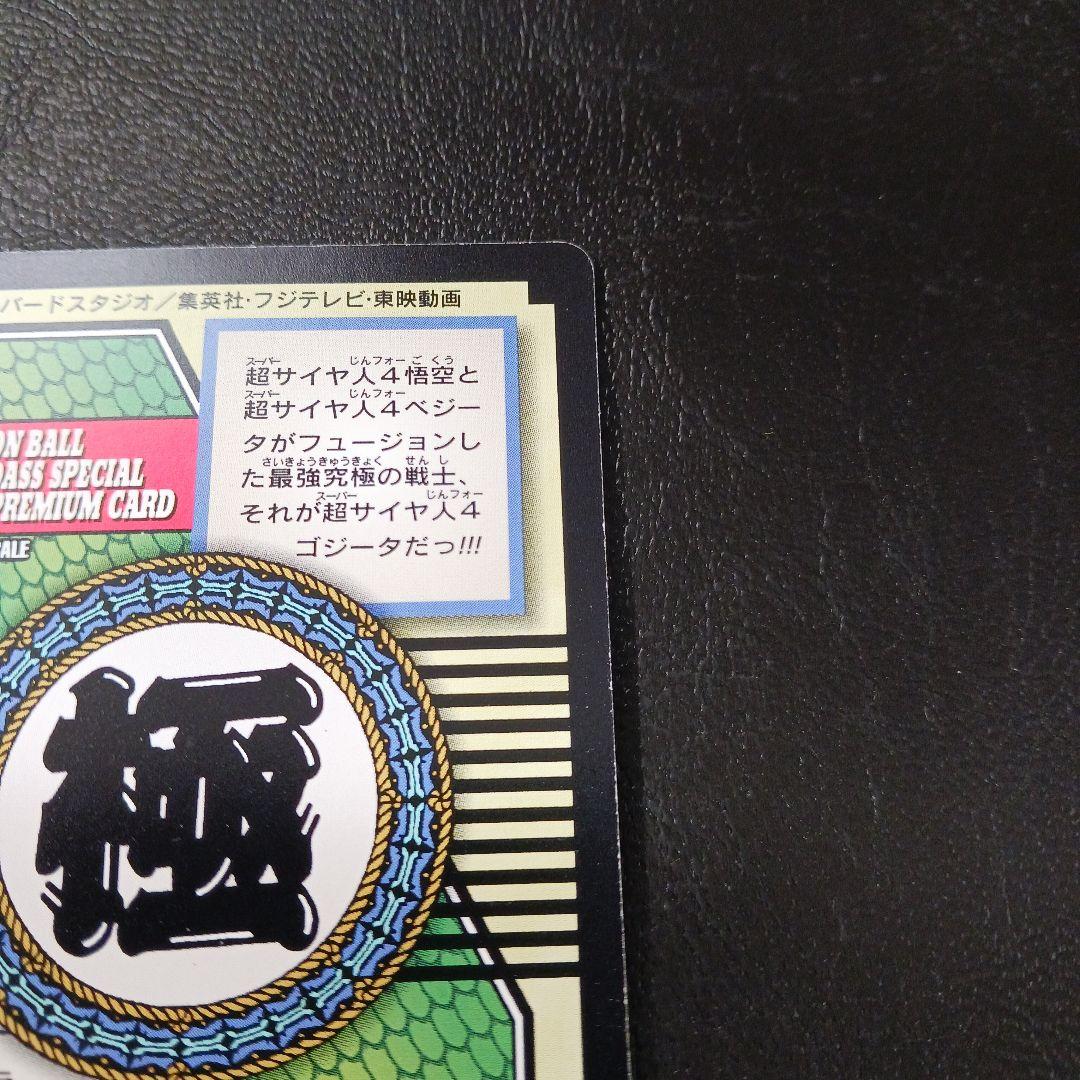 バードスタジオ／集英社・フジテレビ・東映動画
スーパー じんフォー ご くう
超サイヤ人4悟空と
スーパー じんフォー
超サイヤ人4ベジー
タがフュージョンし
さいきょうきゅうきょく せん し
た最強究極の戦士、
スーパー じんフォー
それが超サイヤ人4
ゴジータだっ!!!
ON BALL
DASS SPECIAL
PREMIUM CARD
極